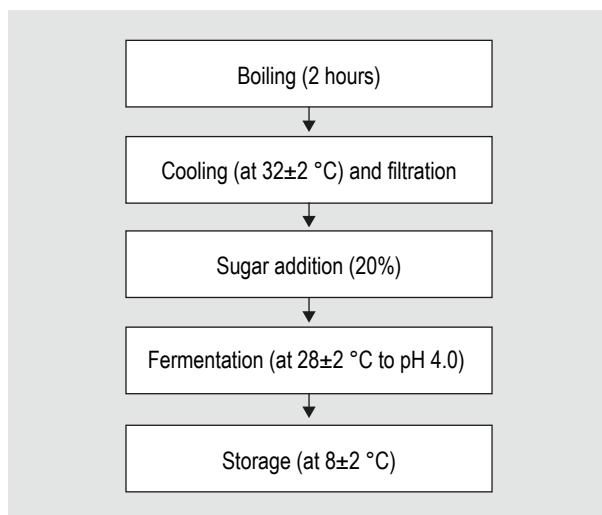 Boiling (2 hours)
Cooling (at 32±2 °C) and filtration
Sugar addition (20%)
Fermentation (at 28±2 °C to pH 4.0)
Storage (at 8±2 °C)